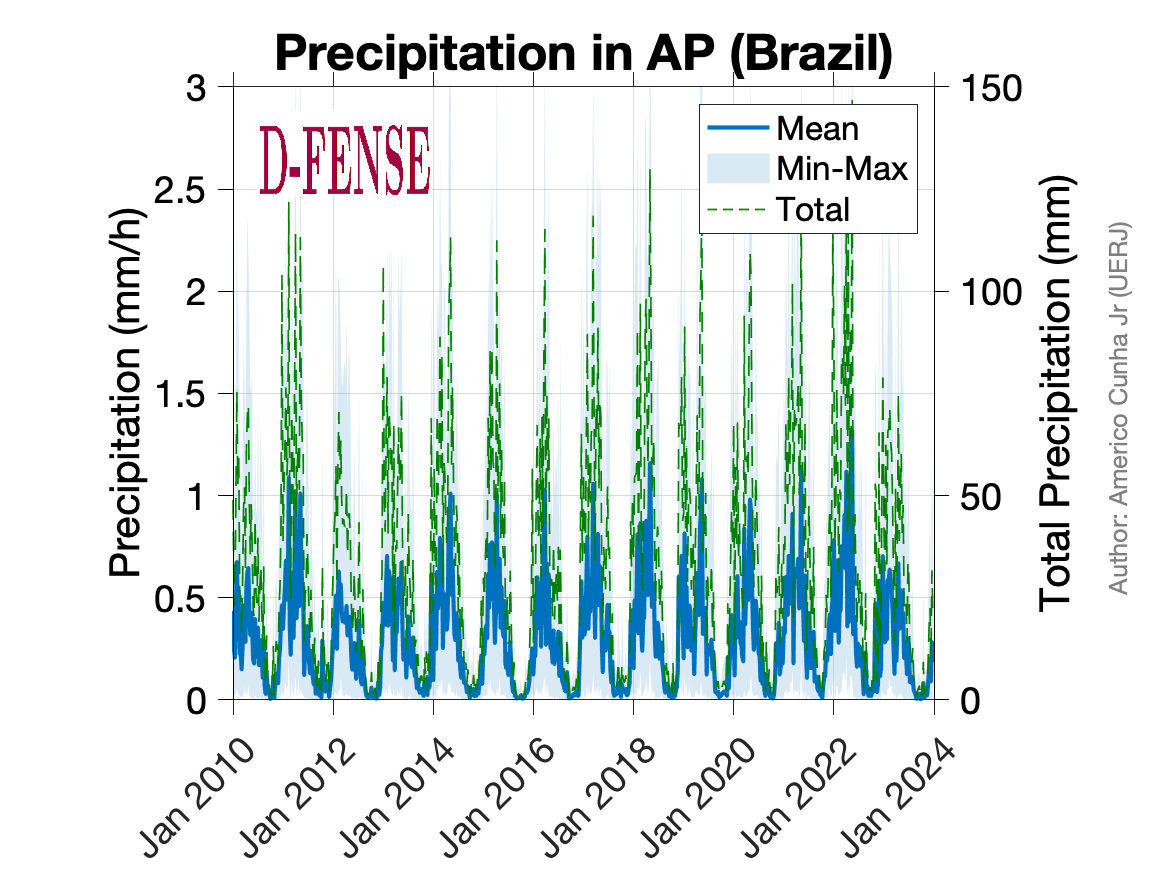 Precipitation in AP (Brazil)
D-FENSE
Mean
Min-Max
Total
Precipitation (mm/h)
3
2.5
2
1.5
1
0.5
0
150
100
50
0
Total Precipitation (mm)
Author: Americo Cunha Jr (UERJ)
Jan 2010
Jan 2012
Jan 2014
Jan 2016
Jan 2018
Jan 2020
Jan 2022
Jan 2024